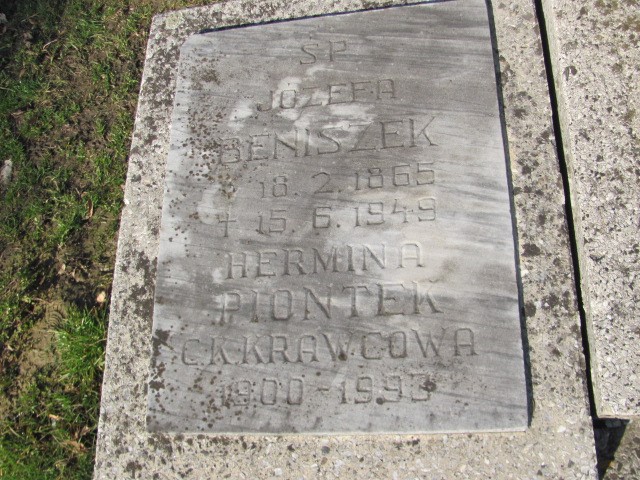 ŚP
JÓZEFA
BENISZEK
* 18.2.1865
+ 15.6.1949
HERMINA
PIONTEK
C.K.KRAWCOWA
1900-1993